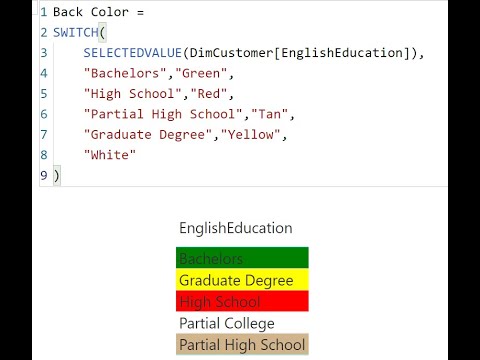 1 Back Color =
2 SWITCH(
3 SELECTEDVALUE(DimCustomer[EnglishEducation]),
4 "Bachelors","Green",
5 "High School","Red",
6 "Partial High School","Tan",
7 "Graduate Degree","Yellow",
8 "White"
9 )
EnglishEducation
Bachelors
Graduate Degree
High School
Partial College
Partial High School